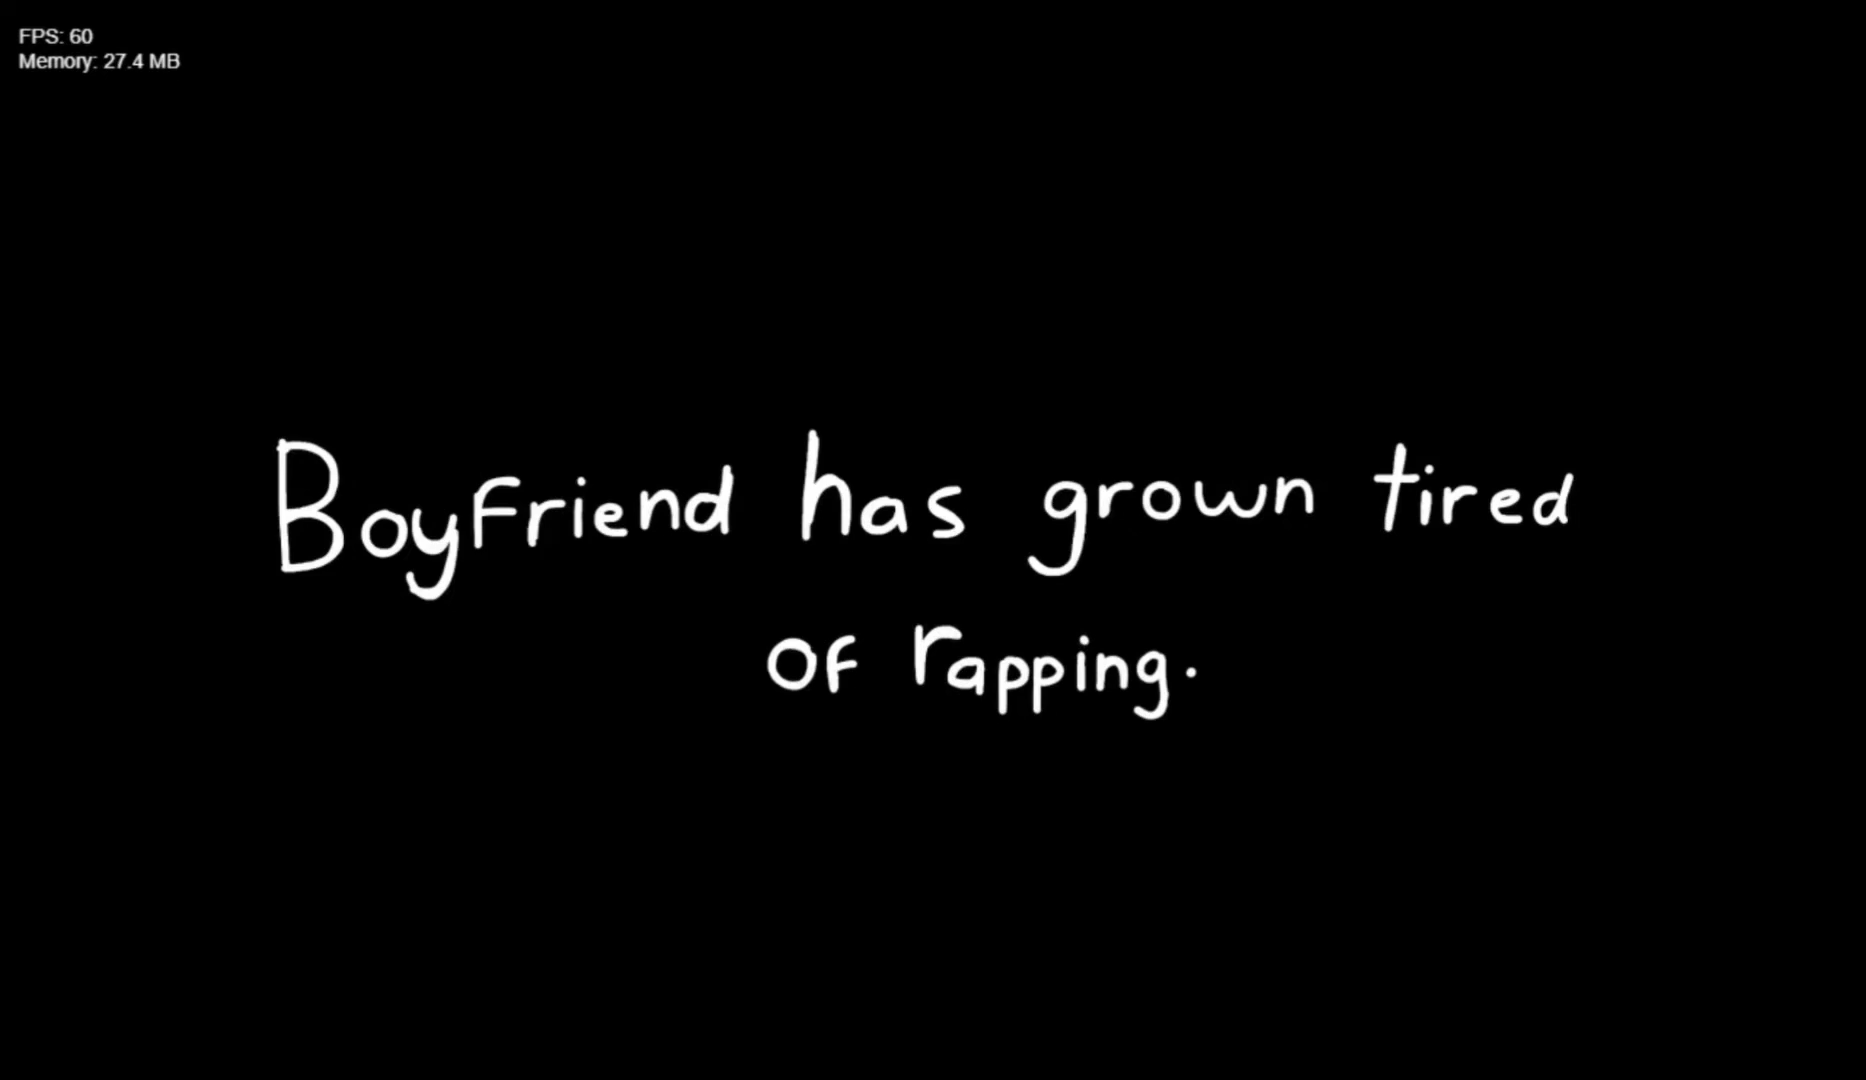 FPS: 60
Memory: 27.4 MB
Boyfriend has grown tired
of rapping.